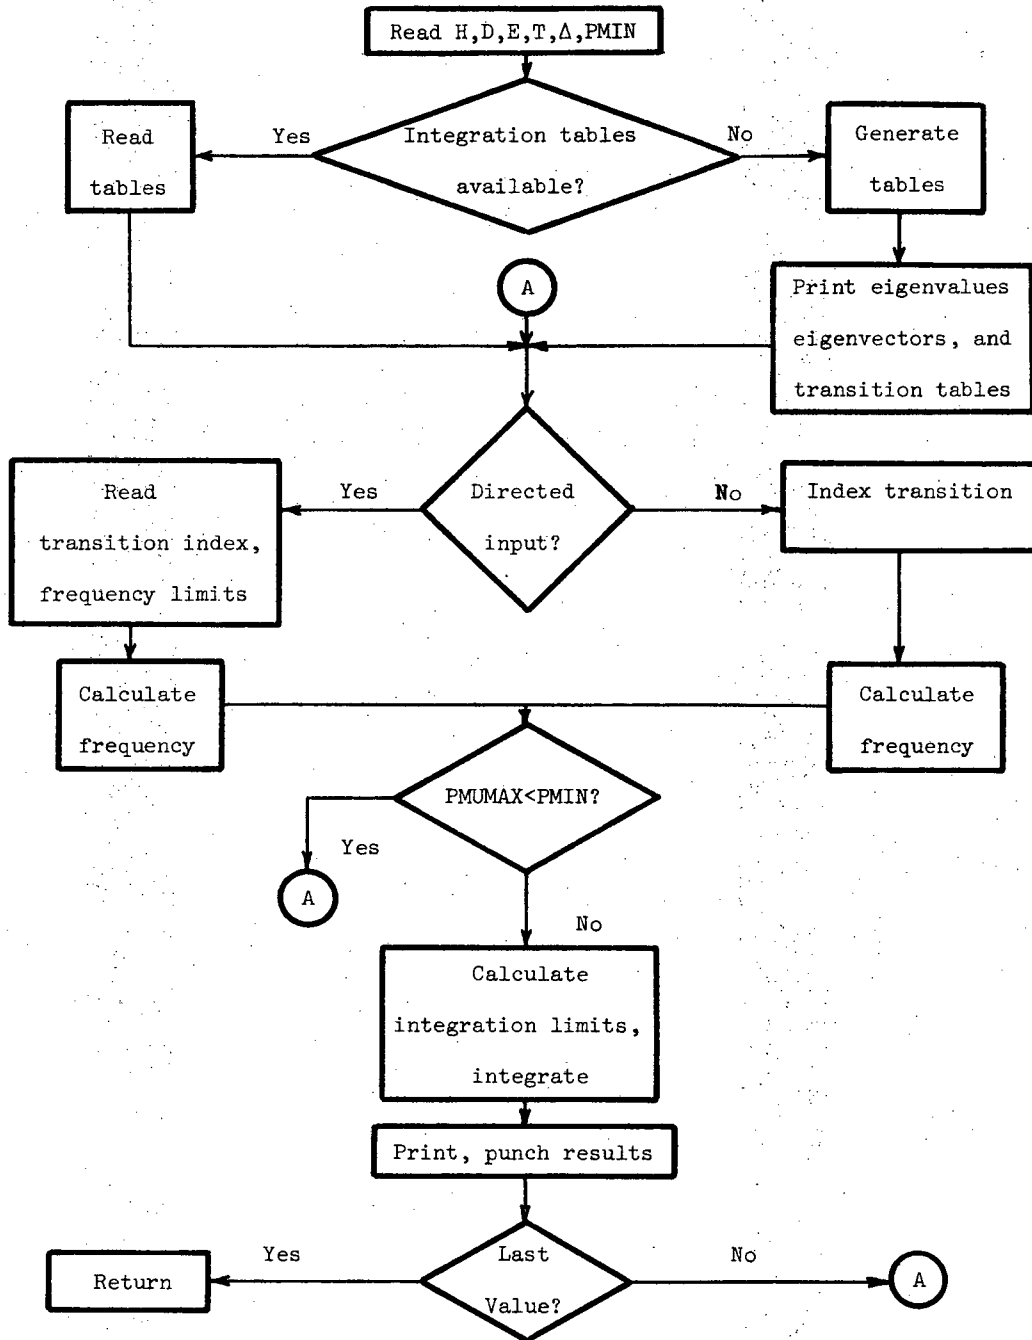 Read H,D,E,T,Δ,PMIN
Read
tables
Yes
Integration tables
available?
No
Generate
tables
A
Print eigenvalues
eigenvectors, and
transition tables
Read
transition index,
frequency limits
Yes
Directed
input?
No
Index transition
Calculate
frequency
Calculate
frequency
PMUMAX<PMIN?
Yes
A
No
Calculate
integration limits,
integrate
Print, punch results
Return
Yes
Last
Value?
No
A